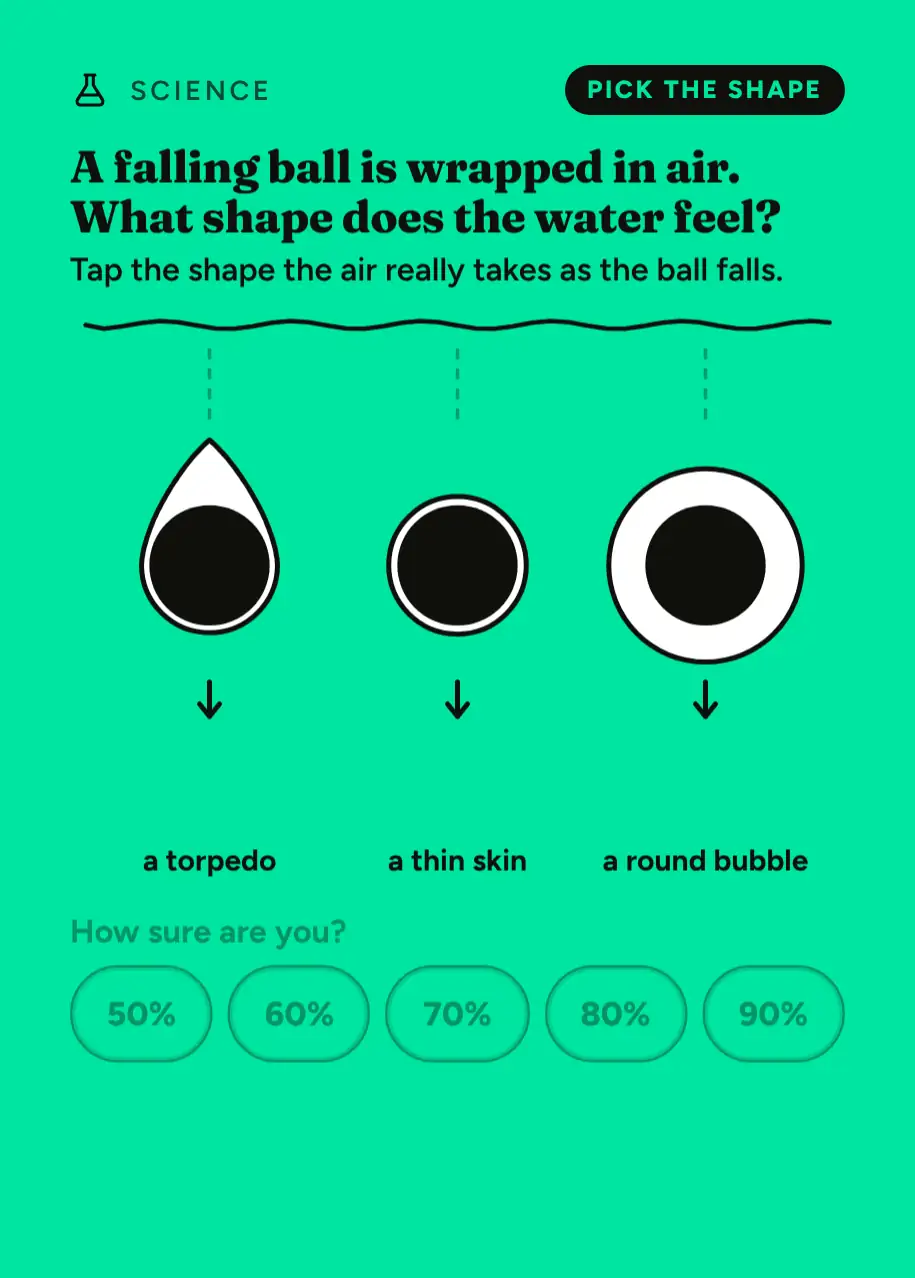 SCIENCE
PICK THE SHAPE
A falling ball is wrapped in air.
What shape does the water feel?
Tap the shape the air really takes as the ball falls.
a torpedo
a thin skin
a round bubble
How sure are you?
50%
60%
70%
80%
90%